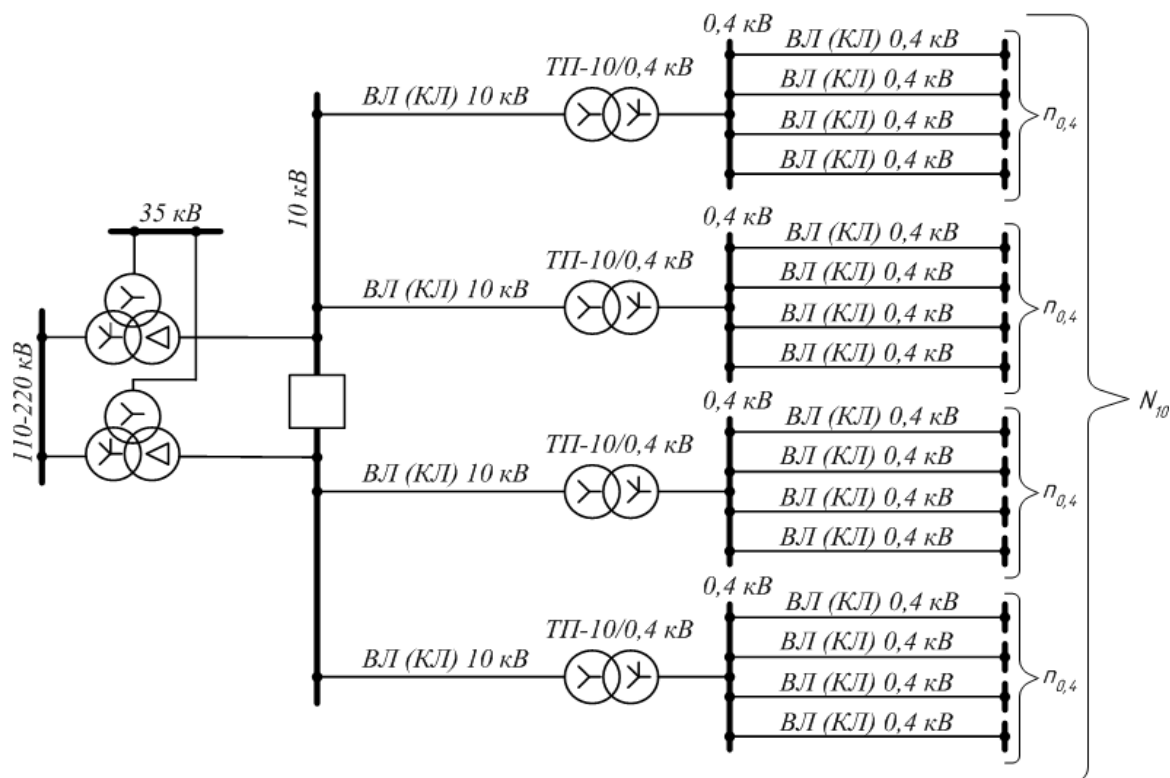 110-220 кВ
35 кВ
10 кВ
ВЛ (КЛ) 10 кВ
ТП-10/0,4 кВ
0,4 кВ
ВЛ (КЛ) 0,4 кВ
ВЛ (КЛ) 0,4 кВ
ВЛ (КЛ) 0,4 кВ
ВЛ (КЛ) 0,4 кВ
n0,4
ВЛ (КЛ) 10 кВ
ТП-10/0,4 кВ
0,4 кВ
ВЛ (КЛ) 0,4 кВ
ВЛ (КЛ) 0,4 кВ
ВЛ (КЛ) 0,4 кВ
ВЛ (КЛ) 0,4 кВ
n0,4
ВЛ (КЛ) 10 кВ
ТП-10/0,4 кВ
0,4 кВ
ВЛ (КЛ) 0,4 кВ
ВЛ (КЛ) 0,4 кВ
ВЛ (КЛ) 0,4 кВ
ВЛ (КЛ) 0,4 кВ
n0,4
ВЛ (КЛ) 10 кВ
ТП-10/0,4 кВ
0,4 кВ
ВЛ (КЛ) 0,4 кВ
ВЛ (КЛ) 0,4 кВ
ВЛ (КЛ) 0,4 кВ
ВЛ (КЛ) 0,4 кВ
n0,4
N10